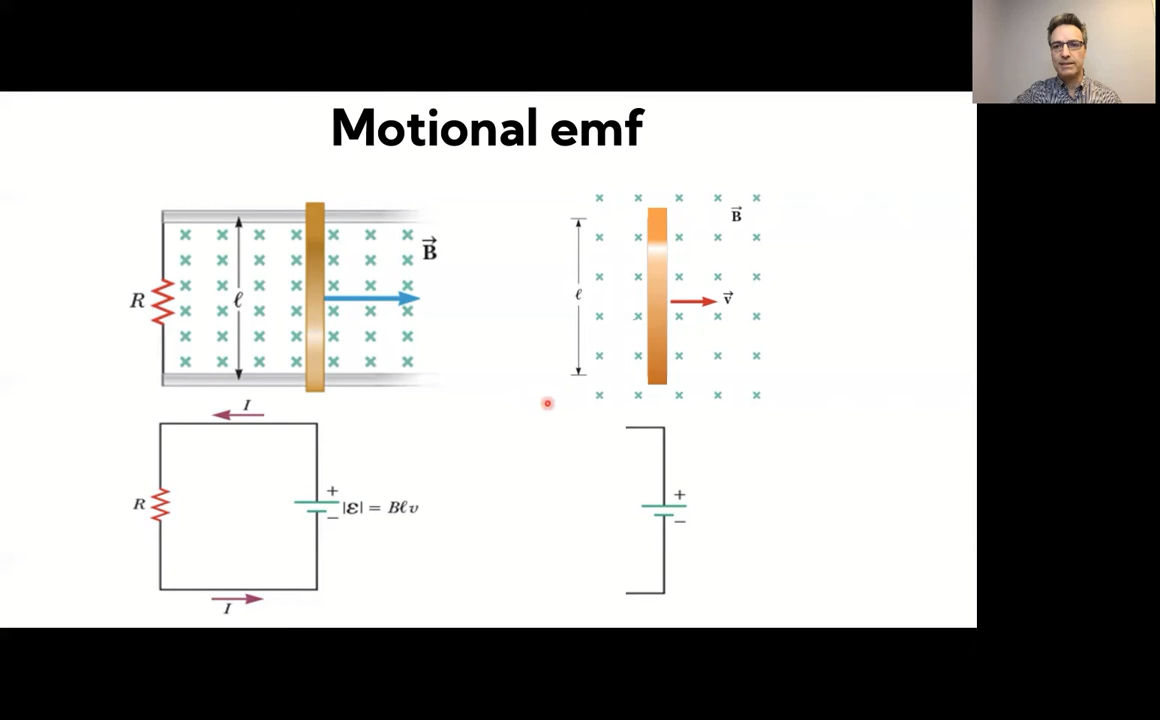 Motional emf
B
R
ℓ
I
R
+
|ℰ| = Bℓv
−
I
B
ℓ
v
+
−